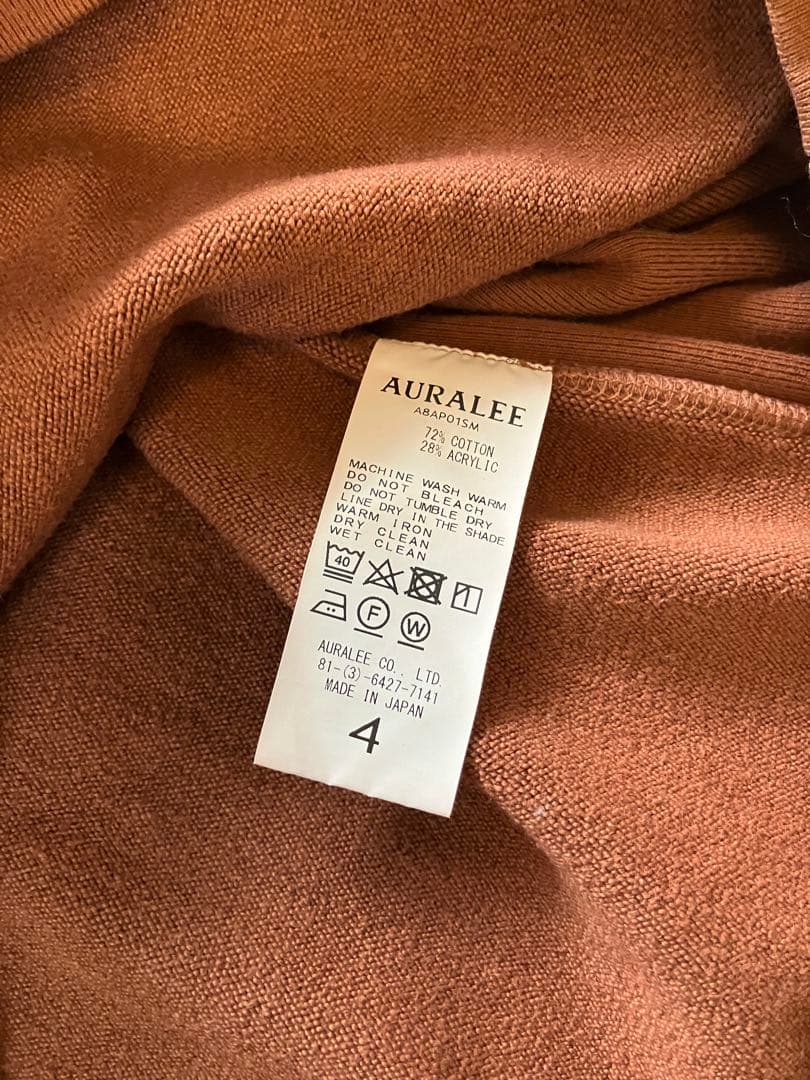 AURALEE
A8AP01SM
72% COTTON
28% ACRYLIC
MACHINE WASH WARM
DO NOT BLEACH
DO NOT TUMBLE DRY
LINE DRY IN THE SHADE
WARM IRON
DRY CLEAN
WET CLEAN
40
F W
AURALEE CO., LTD.
81-(3)-6427-7141
MADE IN JAPAN
4